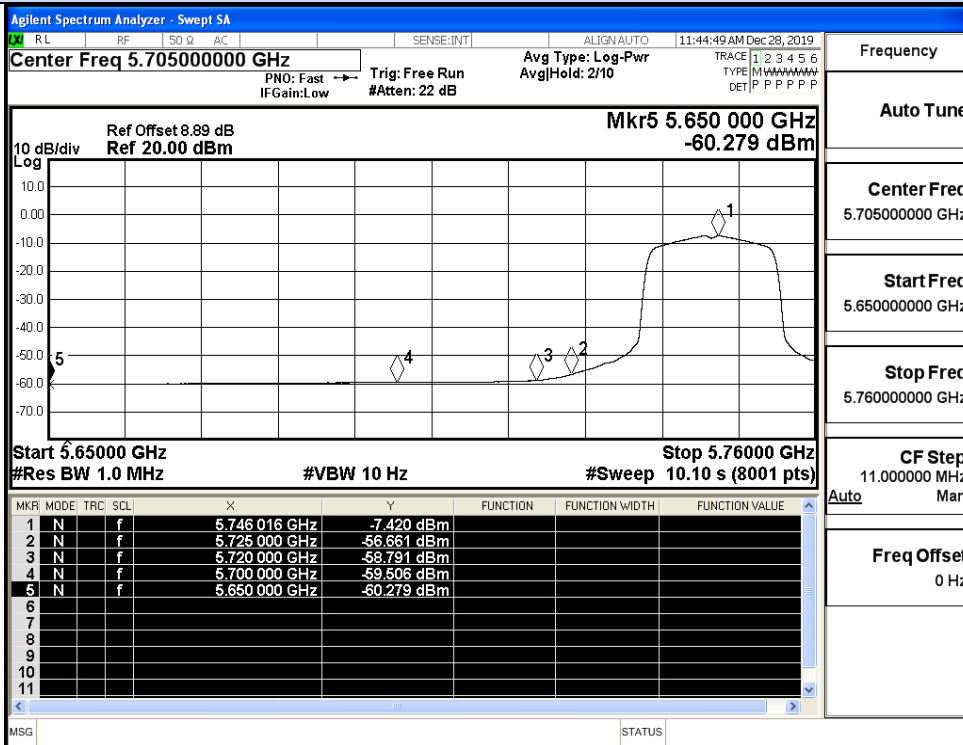 Agilent Spectrum Analyzer - Swept SA
LXI RL RF 50 Ω AC SENSE:INT ALIGN AUTO 11:44:49 AM Dec 28, 2019
Center Freq 5.705000000 GHz
PNO: Fast
IFGain:Low
Trig: Free Run
#Atten: 22 dB
Avg Type: Log-Pwr
Avg|Hold: 2/10
TRACE 1 2 3 4 5 6
TYPE M W W W W W
DET P P P P P P
Mkr5 5.650 000 GHz
-60.279 dBm
Ref Offset 8.89 dB
10 dB/div Ref 20.00 dBm
Log
10.0
0.00
-10.0
-20.0
-30.0
-40.0
-50.0
-60.0
-70.0
1
2
3
4
5
Start 5.65000 GHz Stop 5.76000 GHz
#Res BW 1.0 MHz #VBW 10 Hz #Sweep 10.10 s (8001 pts)
MKR MODE TRC SCL X Y FUNCTION FUNCTION WIDTH FUNCTION VALUE
1 N f 5.746 016 GHz -7.420 dBm
2 N f 5.725 000 GHz -56.661 dBm
3 N f 5.720 000 GHz -58.791 dBm
4 N f 5.700 000 GHz -59.506 dBm
5 N f 5.650 000 GHz -60.279 dBm
6
7
8
9
10
11
MSG STATUS
Frequency
Auto Tune
Center Freq
5.705000000 GHz
Start Freq
5.650000000 GHz
Stop Freq
5.760000000 GHz
CF Step
11.000000 MHz
Auto Man
Freq Offset
0 Hz